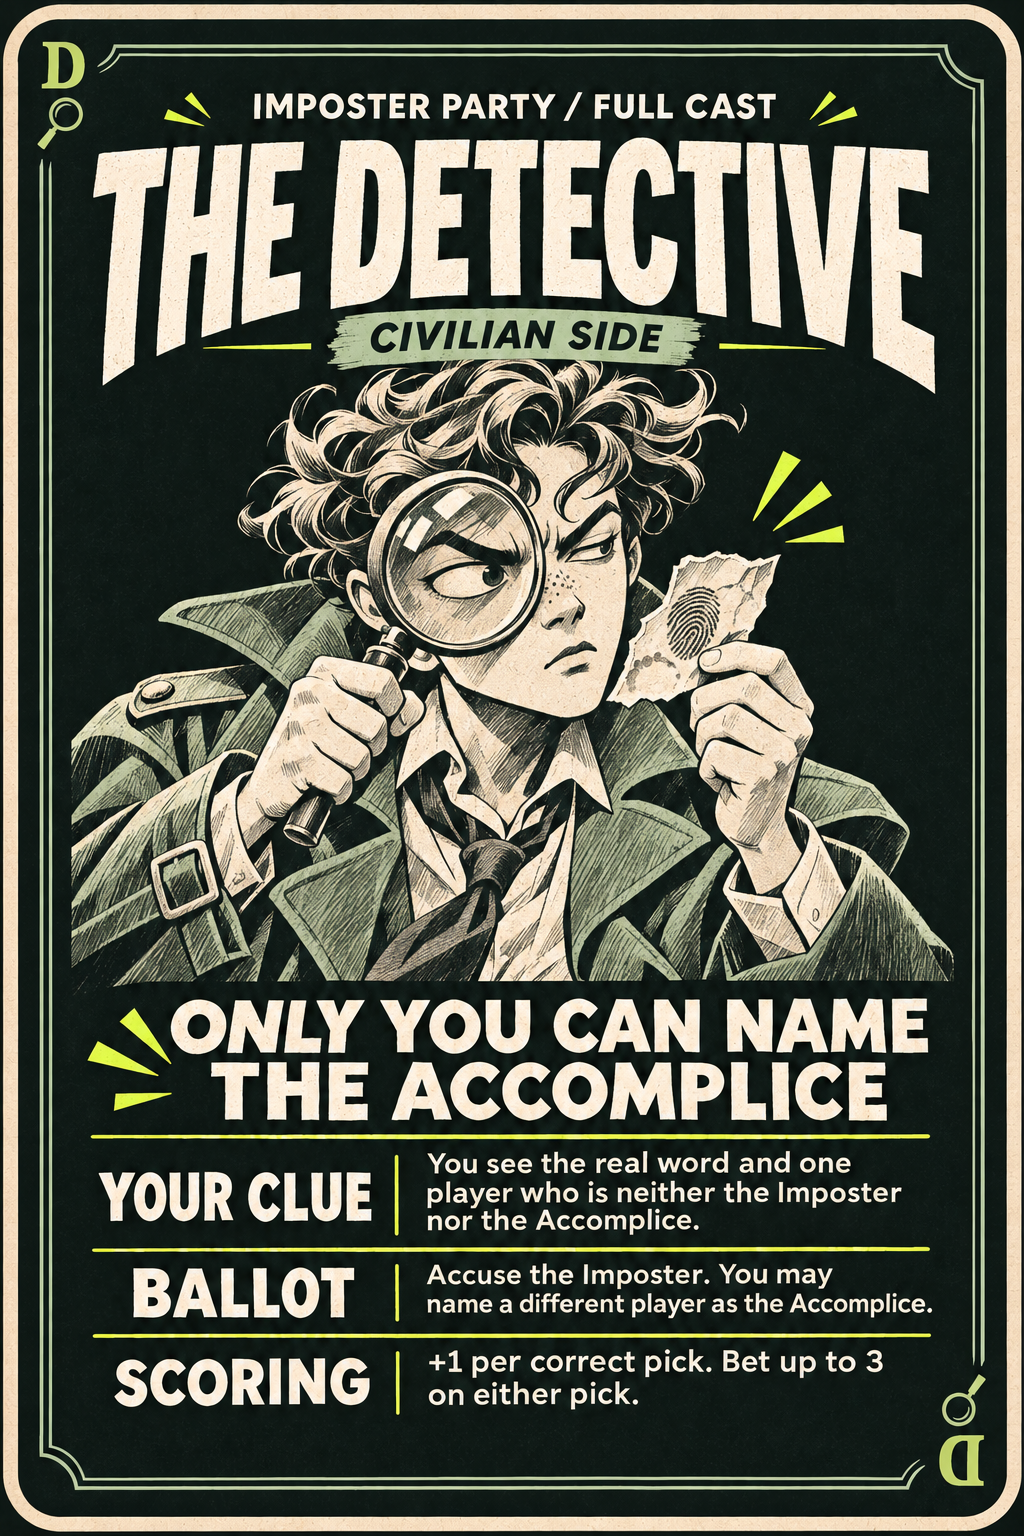 D
IMPOSTER PARTY / FULL CAST
THE DETECTIVE
CIVILIAN SIDE
ONLY YOU CAN NAME
THE ACCOMPLICE
YOUR CLUE
You see the real word and one
player who is neither the Imposter
nor the Accomplice.
BALLOT
Accuse the Imposter. You may
name a different player as the Accomplice.
SCORING
+1 per correct pick. Bet up to 3
on either pick.
D